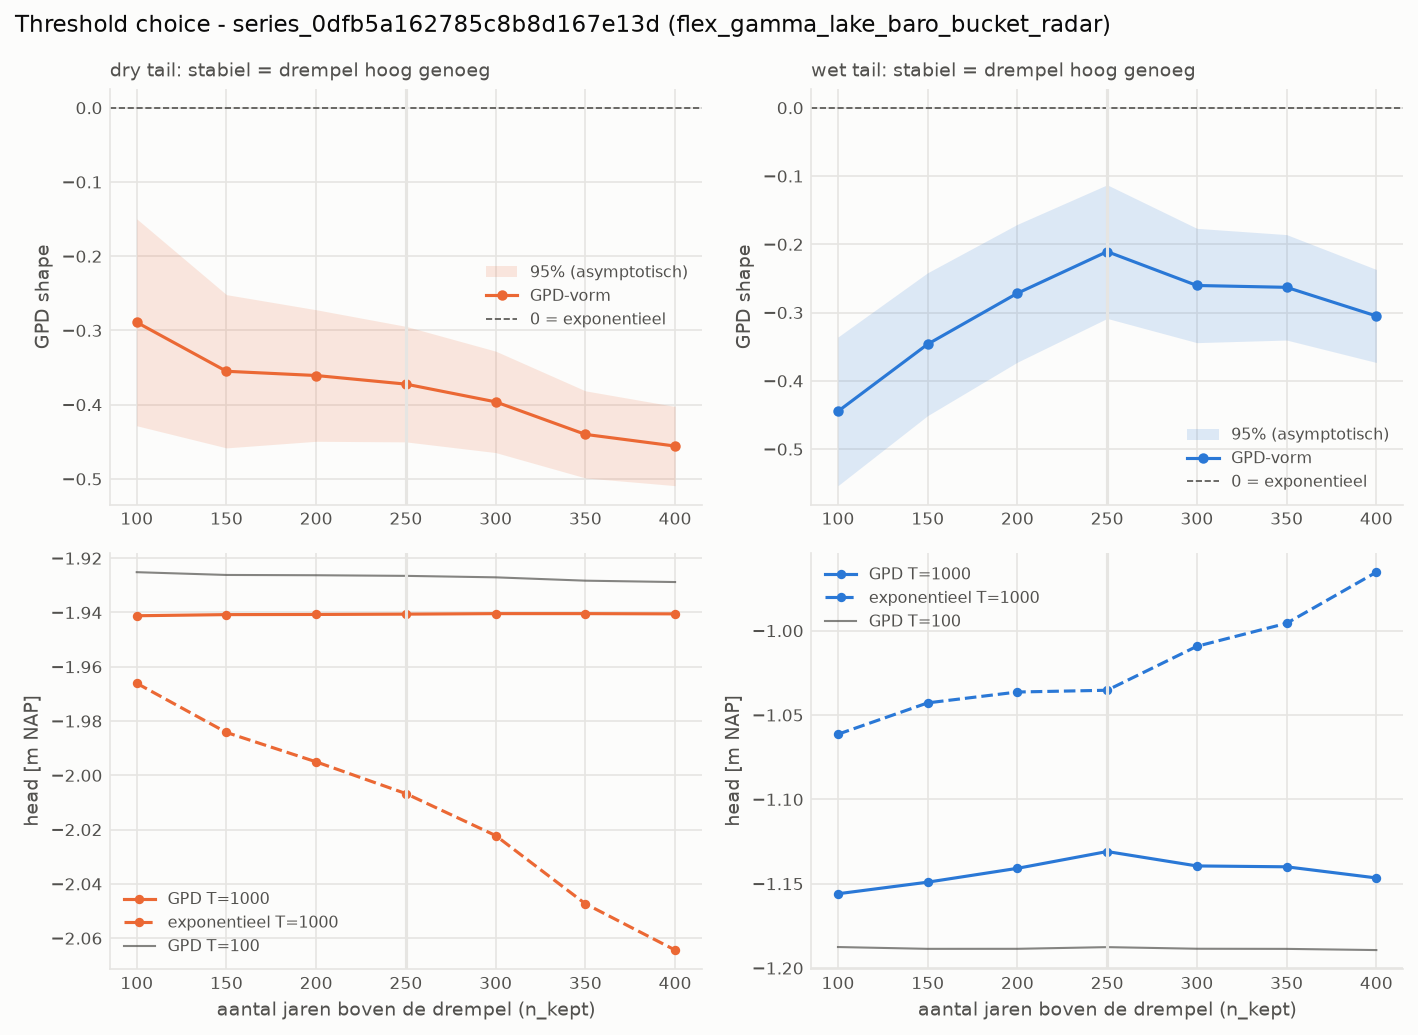 Threshold choice - series_0dfb5a162785c8b8d167e13d (flex_gamma_lake_baro_bucket_radar)
dry tail: stabiel = drempel hoog genoeg
GPD shape
0.0
−0.1
−0.2
−0.3
−0.4
−0.5
95% (asymptotisch)
GPD-vorm
0 = exponentieel
100 150 200 250 300 350 400
wet tail: stabiel = drempel hoog genoeg
GPD shape
0.0
−0.1
−0.2
−0.3
−0.4
−0.5
95% (asymptotisch)
GPD-vorm
0 = exponentieel
100 150 200 250 300 350 400
head [m NAP]
−1.92
−1.94
−1.96
−1.98
−2.00
−2.02
−2.04
−2.06
GPD T=1000
exponentieel T=1000
GPD T=100
100 150 200 250 300 350 400
aantal jaren boven de drempel (n_kept)
head [m NAP]
−1.00
−1.05
−1.10
−1.15
−1.20
GPD T=1000
exponentieel T=1000
GPD T=100
100 150 200 250 300 350 400
aantal jaren boven de drempel (n_kept)